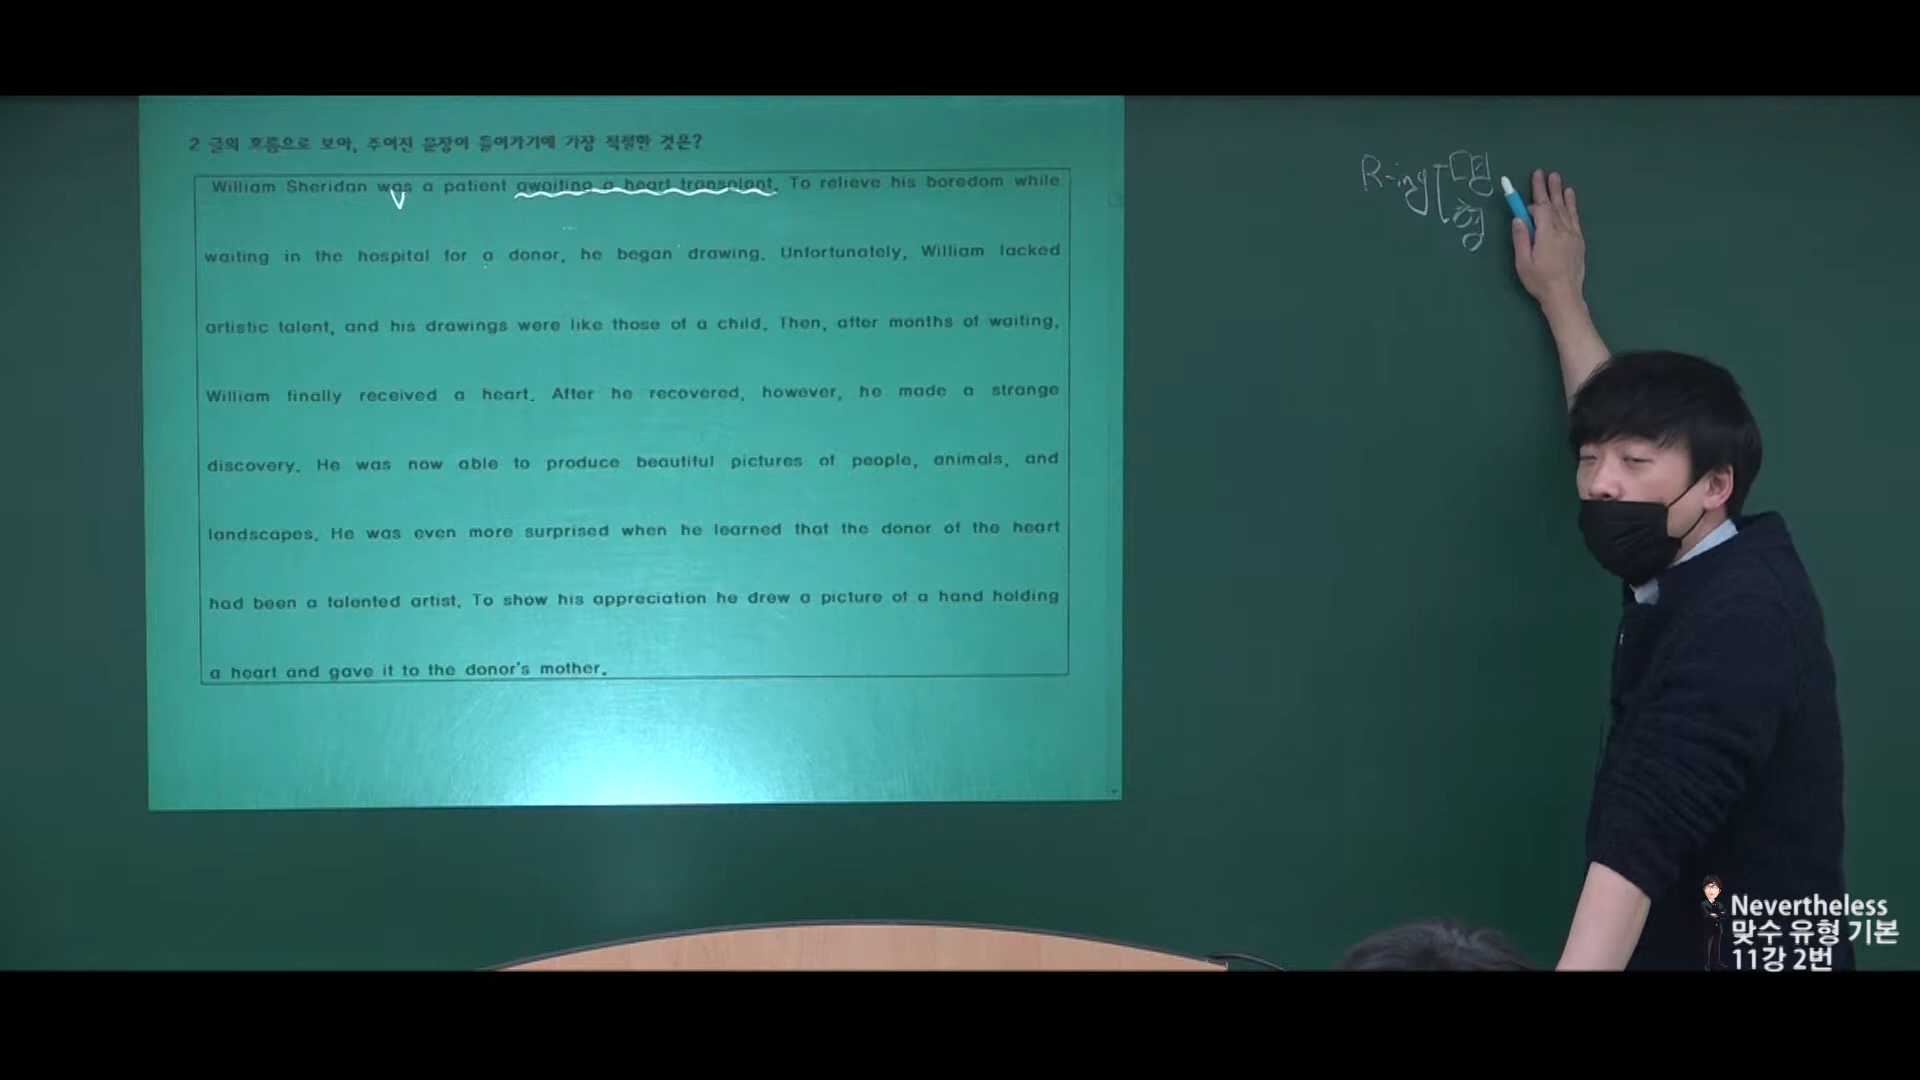 2 글의 흐름으로 보아, 주어진 문장이 들어가기에 가장 적절한 것은?
William Sheridan was a patient awaiting a heart transplant. To relieve his boredom while
waiting in the hospital for a donor, he began drawing. Unfortunately, William lacked
artistic talent, and his drawings were like those of a child. Then, after months of waiting,
William finally received a heart. After he recovered, however, he made a strange
discovery. He was now able to produce beautiful pictures of people, animals, and
landscapes. He was even more surprised when he learned that the donor of the heart
had been a talented artist. To show his appreciation he drew a picture of a hand holding
a heart and gave it to the donor's mother.
V
R-ing
명
형
Nevertheless
맞수 유형 기본
11강 2번